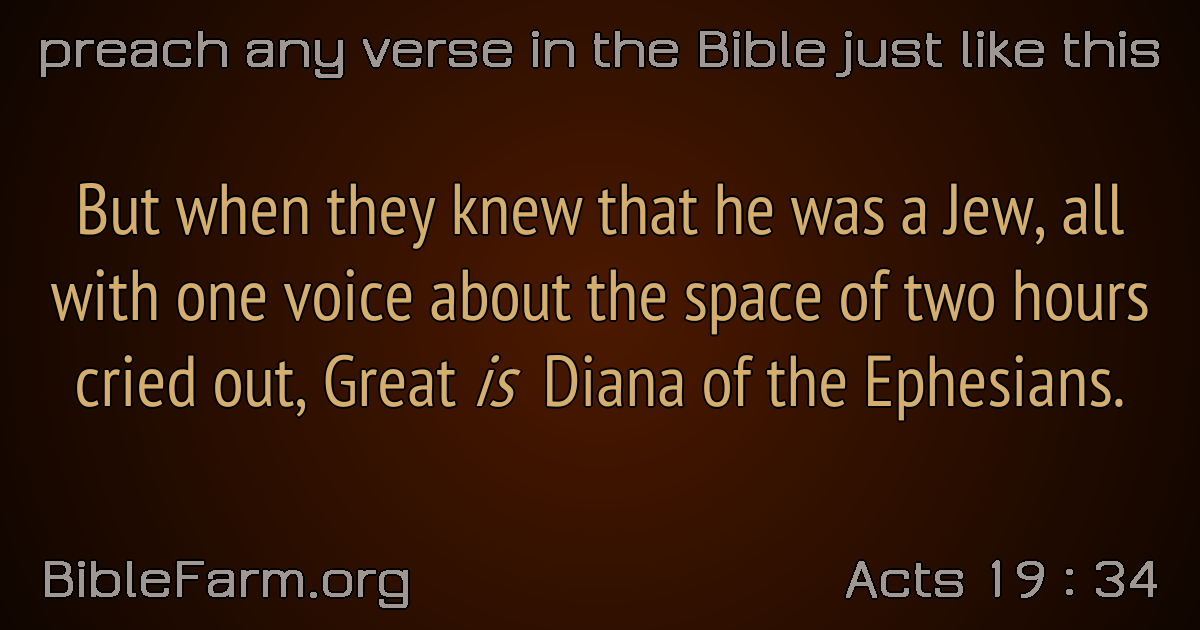 preach any verse in the Bible just like this
But when they knew that he was a Jew, all
with one voice about the space of two hours
cried out, Great is Diana of the Ephesians.
BibleFarm.org
Acts 19 : 34